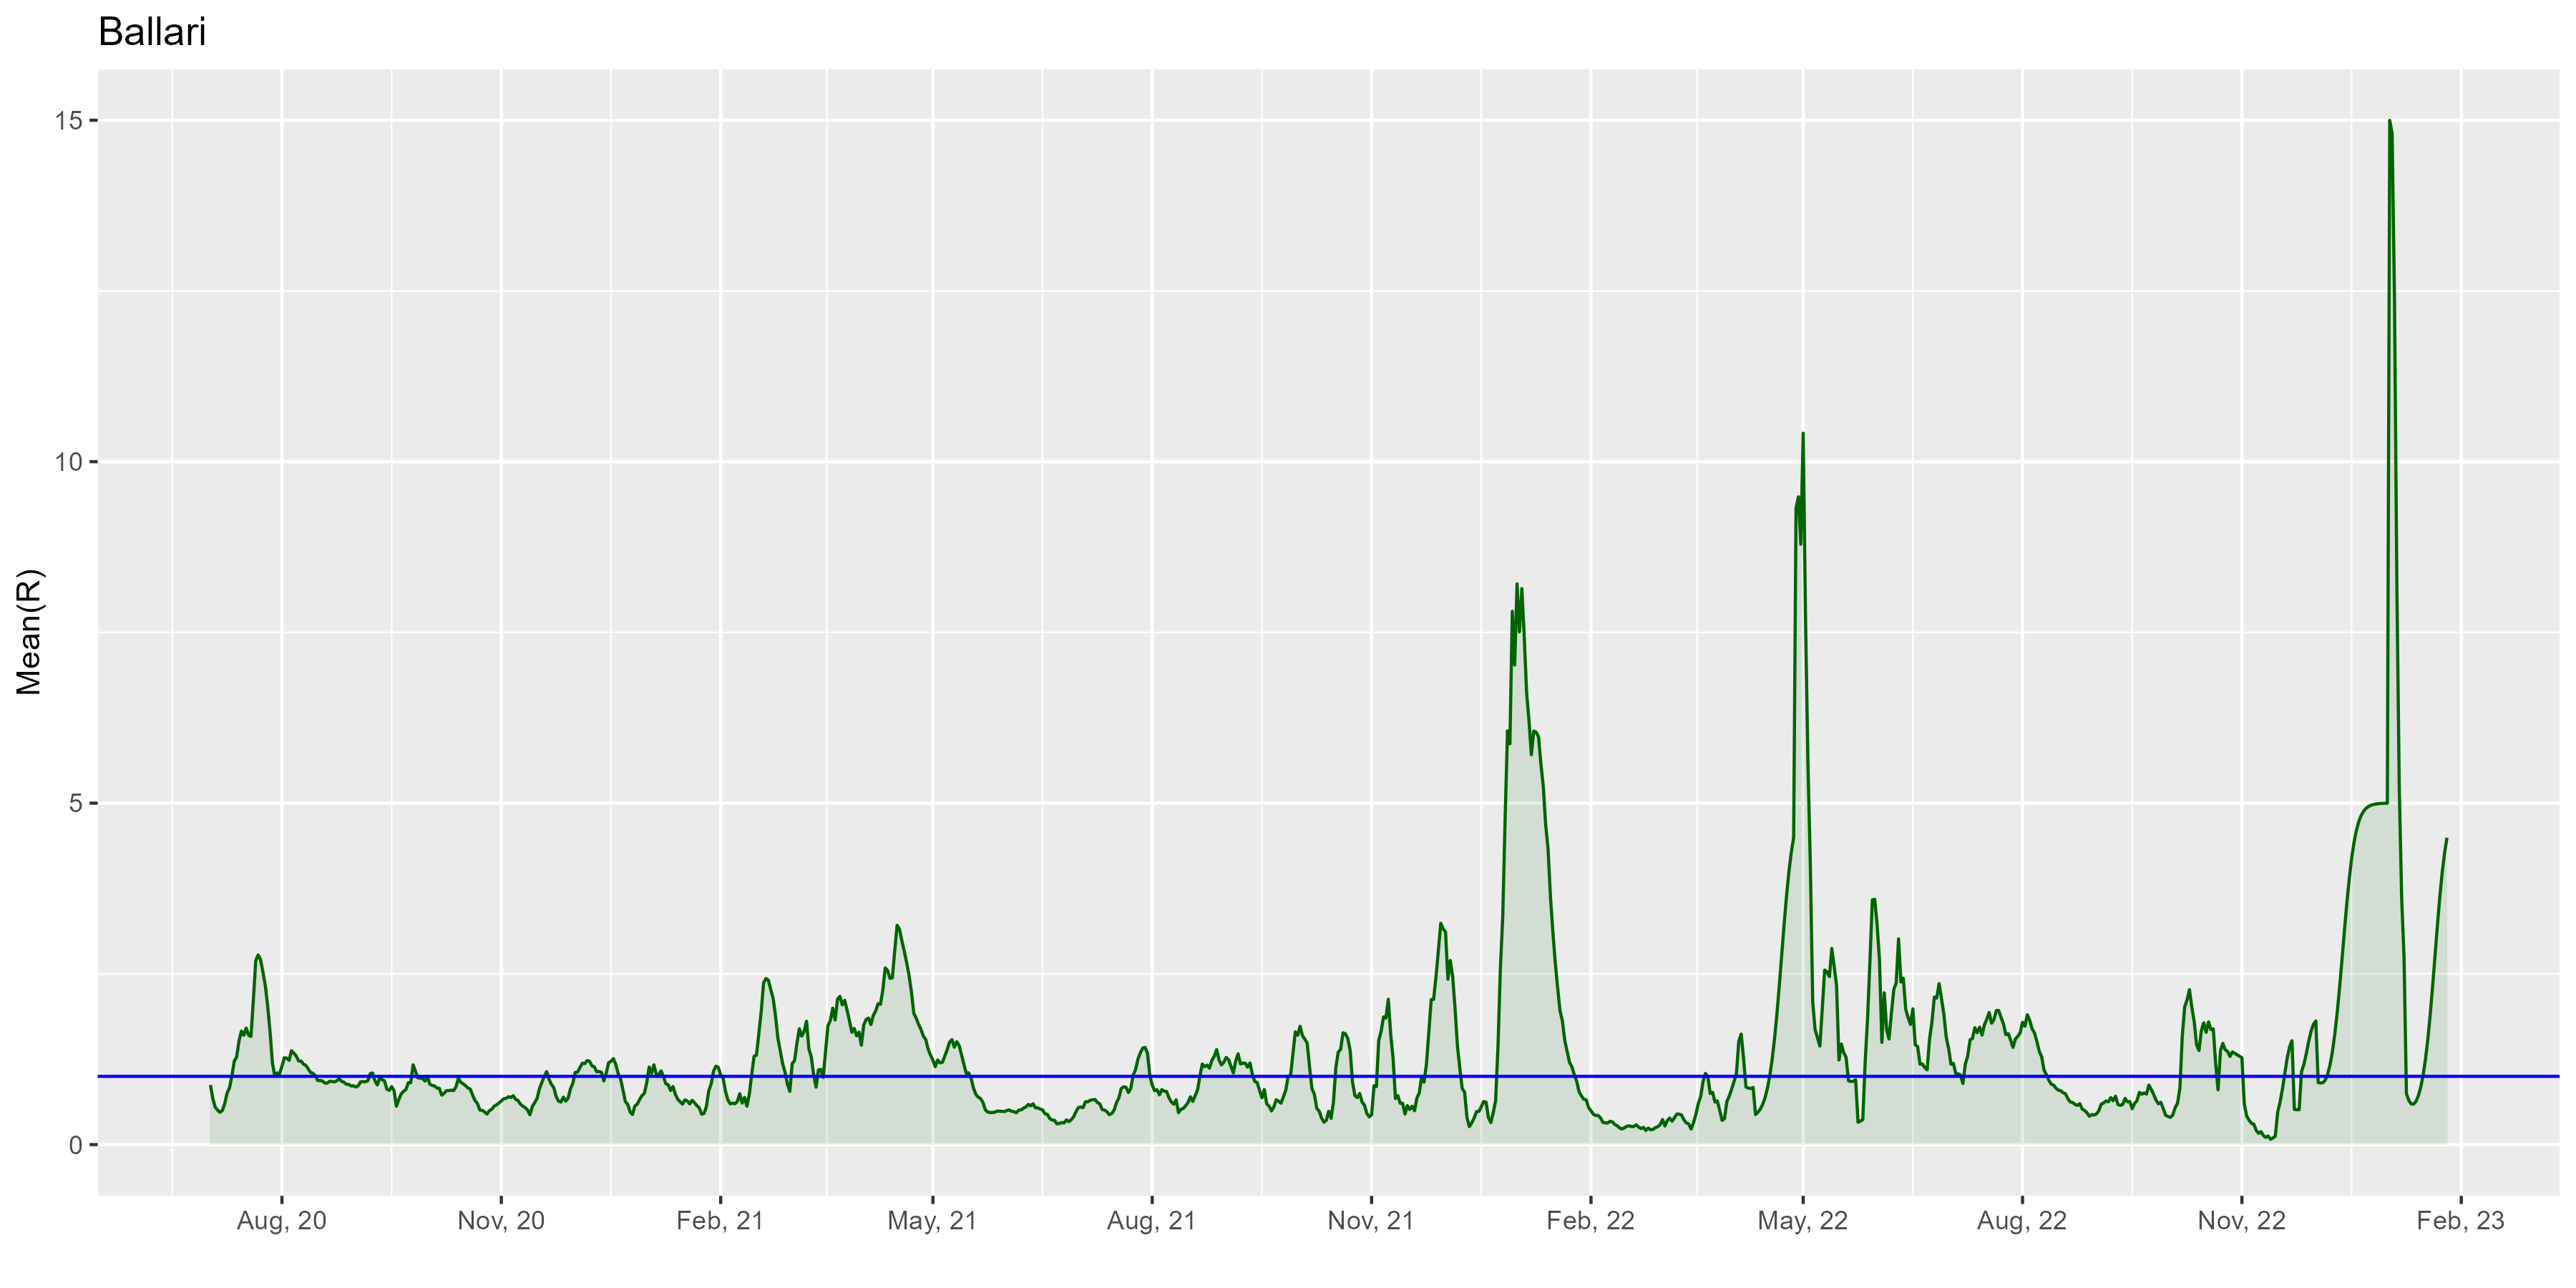 Ballari
Mean(R)
15
10
5
0
Aug, 20 Nov, 20 Feb, 21 May, 21 Aug, 21 Nov, 21 Feb, 22 May, 22 Aug, 22 Nov, 22 Feb, 23